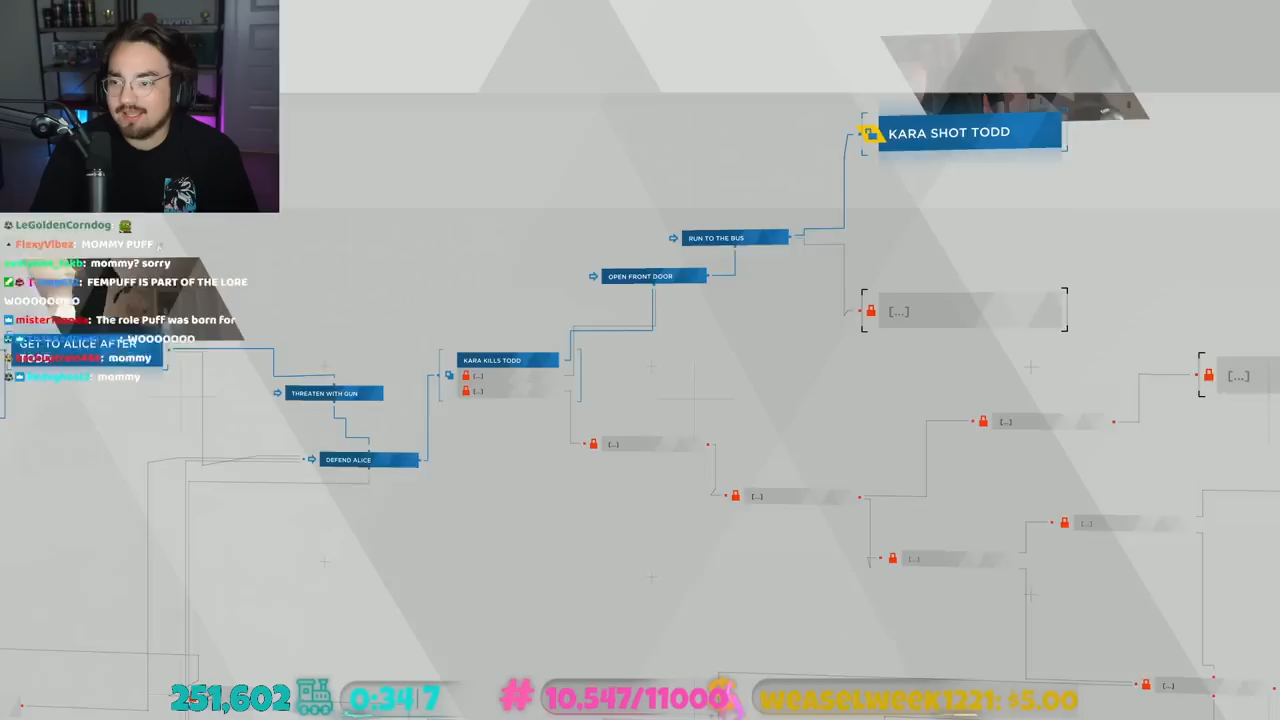 LeGoldenCorndog
FlexyVibez: MOMMY PUFF
mommy? sorry
FEMPUFF IS PART OF THE LORE
WOOOOOOOO
The role Puff was born for
WOOOOOOO
mommy
mommy
GET TO ALICE AFTER
THREATEN WITH GUN
DEFEND ALICE
KARA KILLS TODD
[...]
[...]
OPEN FRONT DOOR
RUN TO THE BUS
KARA SHOT TODD
[...]
[...]
[...]
[...]
[...]
[...]
[...]
[...]
251,602
0:34|7
# 10,547/11000
WEASELWEEK1221: $5.00